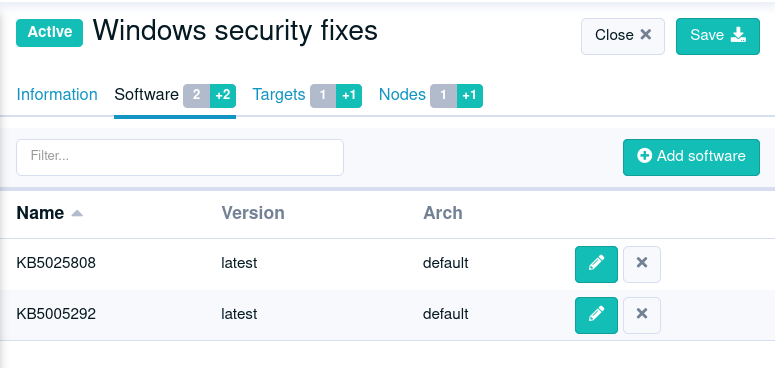 Active Windows security fixes Close Save
Information Software 2 +2 Targets 1 +1 Nodes 1 +1
Filter... Add software
Name Version Arch
KB5025808 latest default
KB5005292 latest default